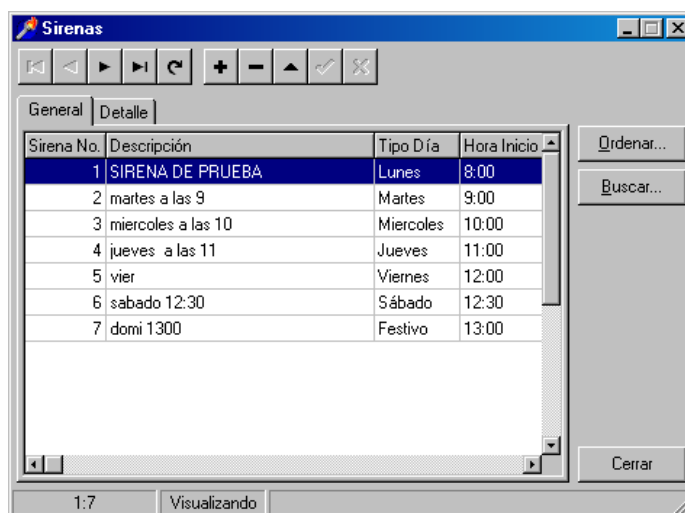 Sirenas
General Detalle
Sirena No. Descripción Tipo Día Hora Inicio
1 SIRENA DE PRUEBA Lunes 8:00
2 martes a las 9 Martes 9:00
3 miercoles a las 10 Miercoles 10:00
4 jueves a las 11 Jueves 11:00
5 vier Viernes 12:00
6 sabado 12:30 Sábado 12:30
7 domi 1300 Festivo 13:00
Ordenar...
Buscar...
Cerrar
1:7 Visualizando